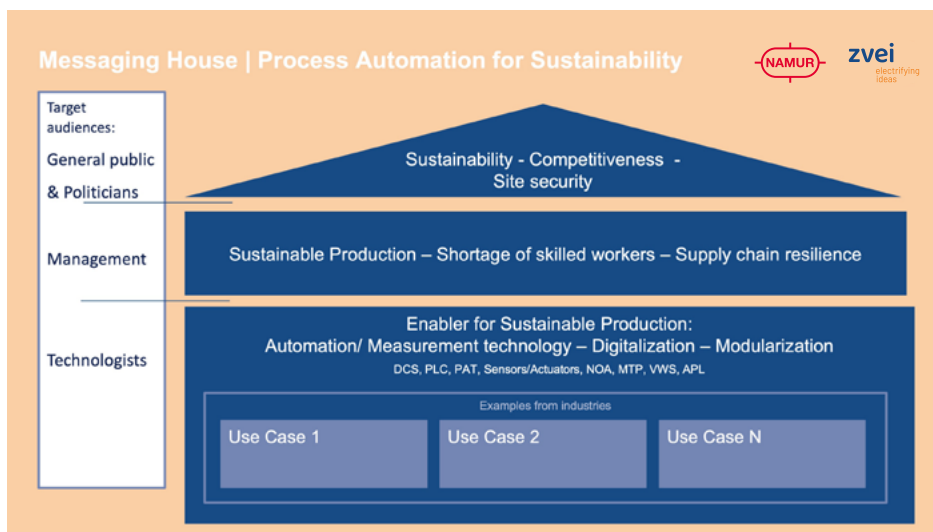 Messaging House | Process Automation for Sustainability
NAMUR
zvei
electrifying
ideas
Target
audiences:
General public
& Politicians
Management
Technologists
Sustainability - Competitiveness -
Site security
Sustainable Production – Shortage of skilled workers – Supply chain resilience
Enabler for Sustainable Production:
Automation/ Measurement technology – Digitalization – Modularization
DCS, PLC, PAT, Sensors/Actuators, NOA, MTP, VWS, APL
Examples from industries
Use Case 1
Use Case 2
Use Case N